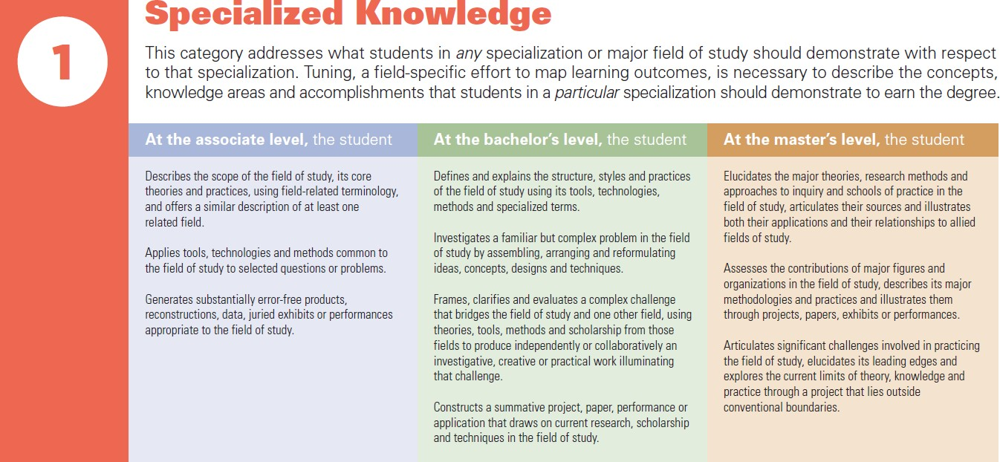 1
Specialized Knowledge
This category addresses what students in any specialization or major field of study should demonstrate with respect
to that specialization. Tuning, a field-specific effort to map learning outcomes, is necessary to describe the concepts,
knowledge areas and accomplishments that students in a particular specialization should demonstrate to earn the degree.
At the associate level, the student
Describes the scope of the field of study, its core
theories and practices, using field-related terminology,
and offers a similar description of at least one
related field.
Applies tools, technologies and methods common to
the field of study to selected questions or problems.
Generates substantially error-free products,
reconstructions, data, juried exhibits or performances
appropriate to the field of study.
At the bachelor's level, the student
Defines and explains the structure, styles and practices
of the field of study using its tools, technologies,
methods and specialized terms.
Investigates a familiar but complex problem in the field
of study by assembling, arranging and reformulating
ideas, concepts, designs and techniques.
Frames, clarifies and evaluates a complex challenge
that bridges the field of study and one other field, using
theories, tools, methods and scholarship from those
fields to produce independently or collaboratively an
investigative, creative or practical work illuminating
that challenge.
Constructs a summative project, paper, performance or
application that draws on current research, scholarship
and techniques in the field of study.
At the master's level, the student
Elucidates the major theories, research methods and
approaches to inquiry and schools of practice in the
field of study, articulates their sources and illustrates
both their applications and their relationships to allied
fields of study.
Assesses the contributions of major figures and
organizations in the field of study, describes its major
methodologies and practices and illustrates them
through projects, papers, exhibits or performances.
Articulates significant challenges involved in practicing
the field of study, elucidates its leading edges and
explores the current limits of theory, knowledge and
practice through a project that lies outside
conventional boundaries.